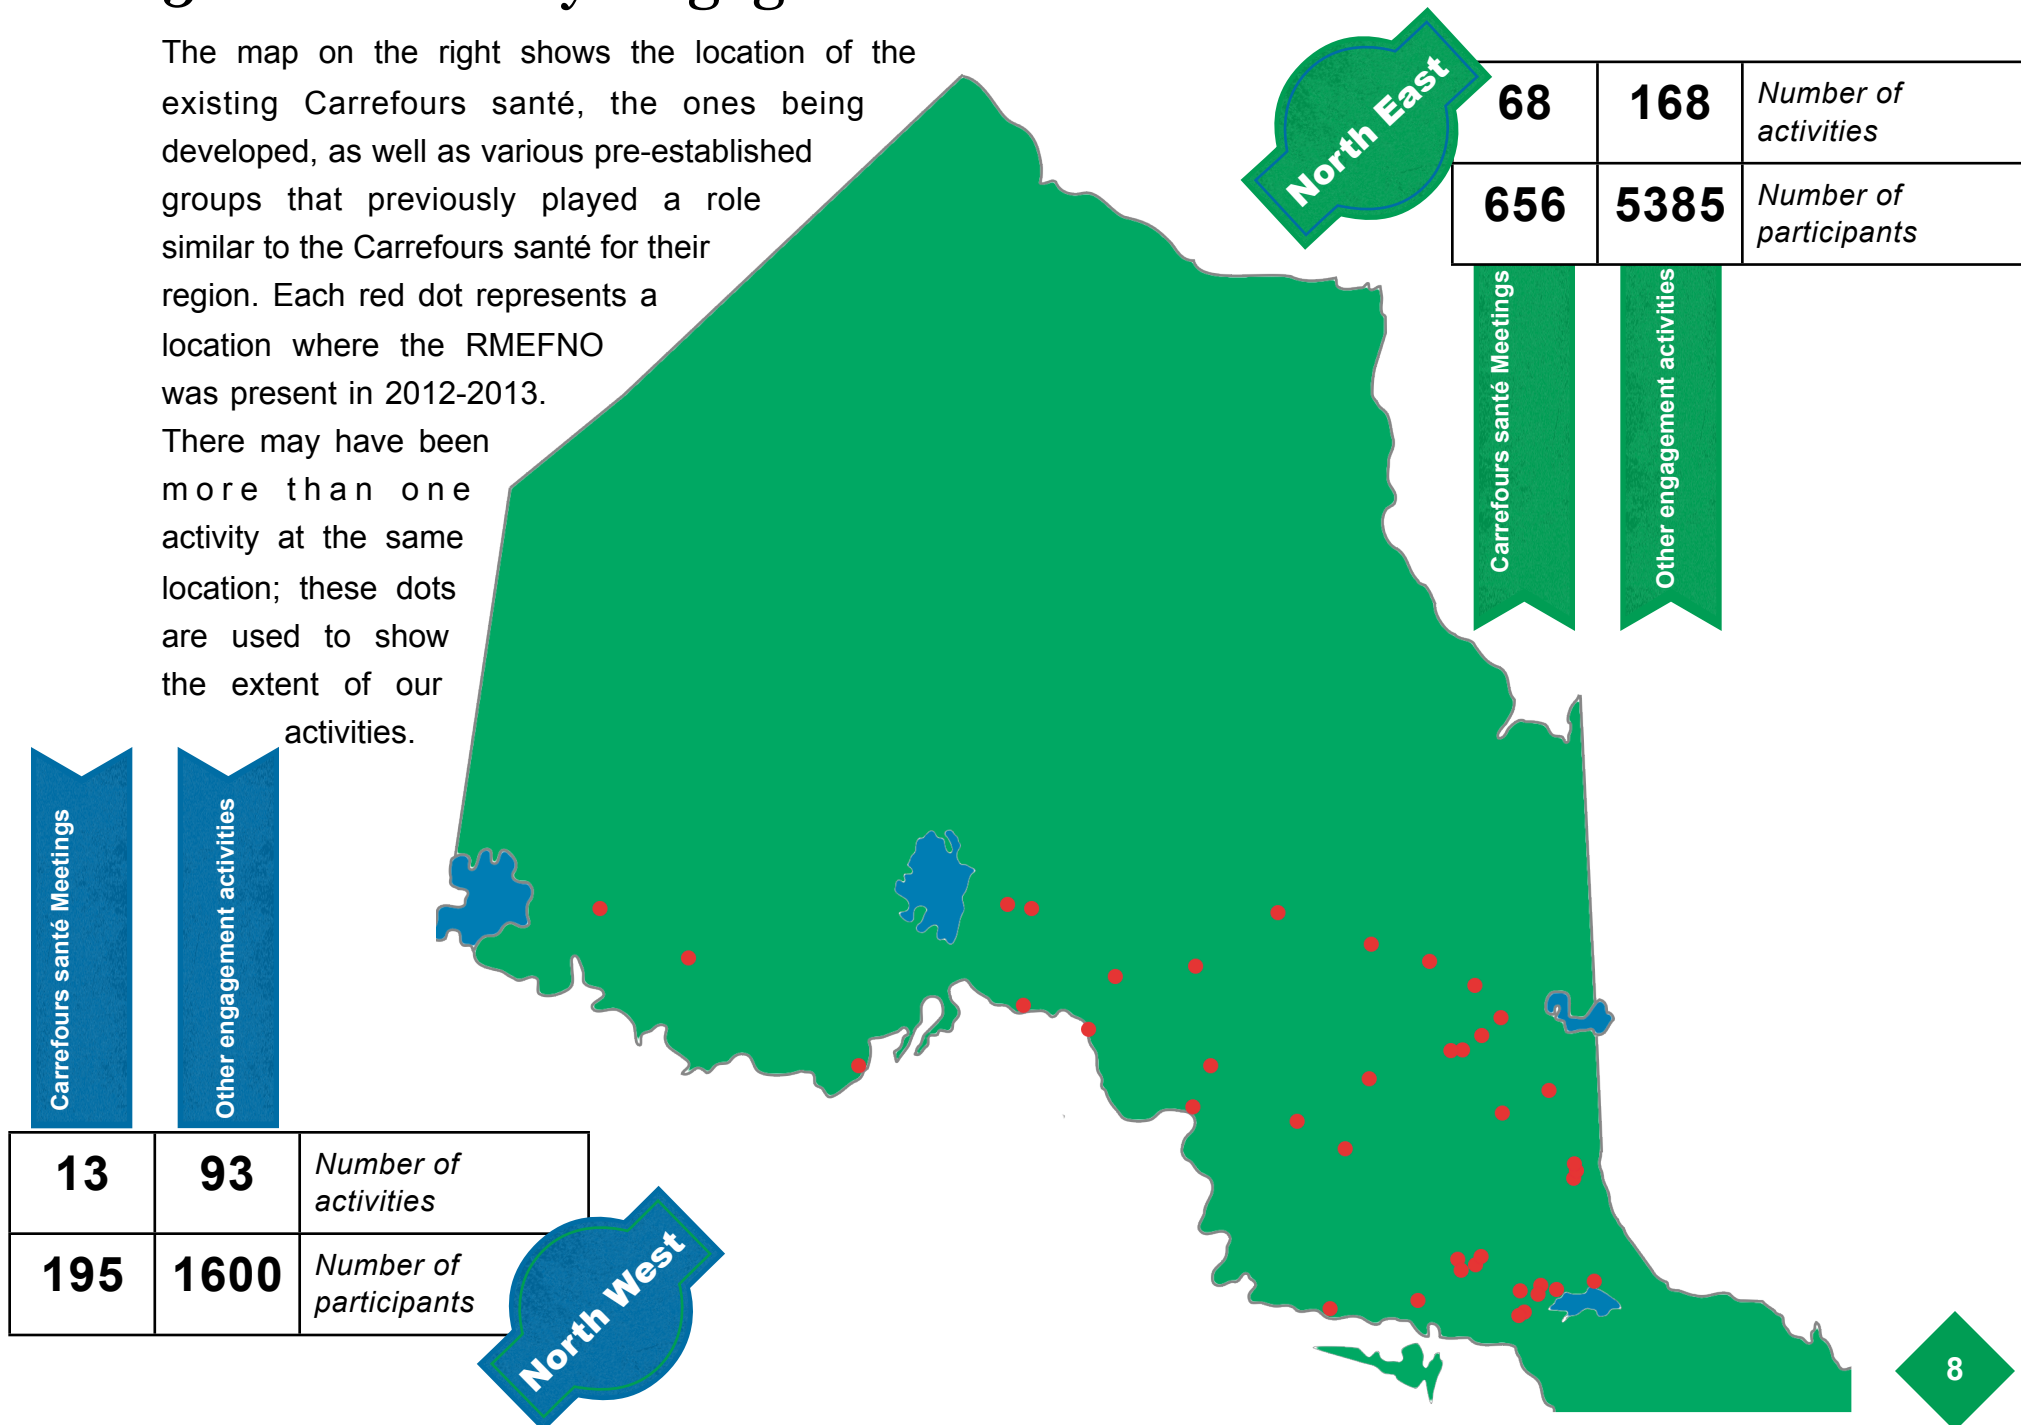 The map on the right shows the location of the
existing Carrefours santé, the ones being
developed, as well as various pre-established
groups that previously played a role
similar to the Carrefours santé for their
region. Each red dot represents a
location where the RMEFNO
was present in 2012-2013.
There may have been
more than one
activity at the same
location; these dots
are used to show
the extent of our
activities.
North East
68 168 Number of
activities
656 5385 Number of
participants
Carrefours santé Meetings
Other engagement activities
Carrefours santé Meetings
Other engagement activities
13 93 Number of
activities
195 1600 Number of
participants
North West
8